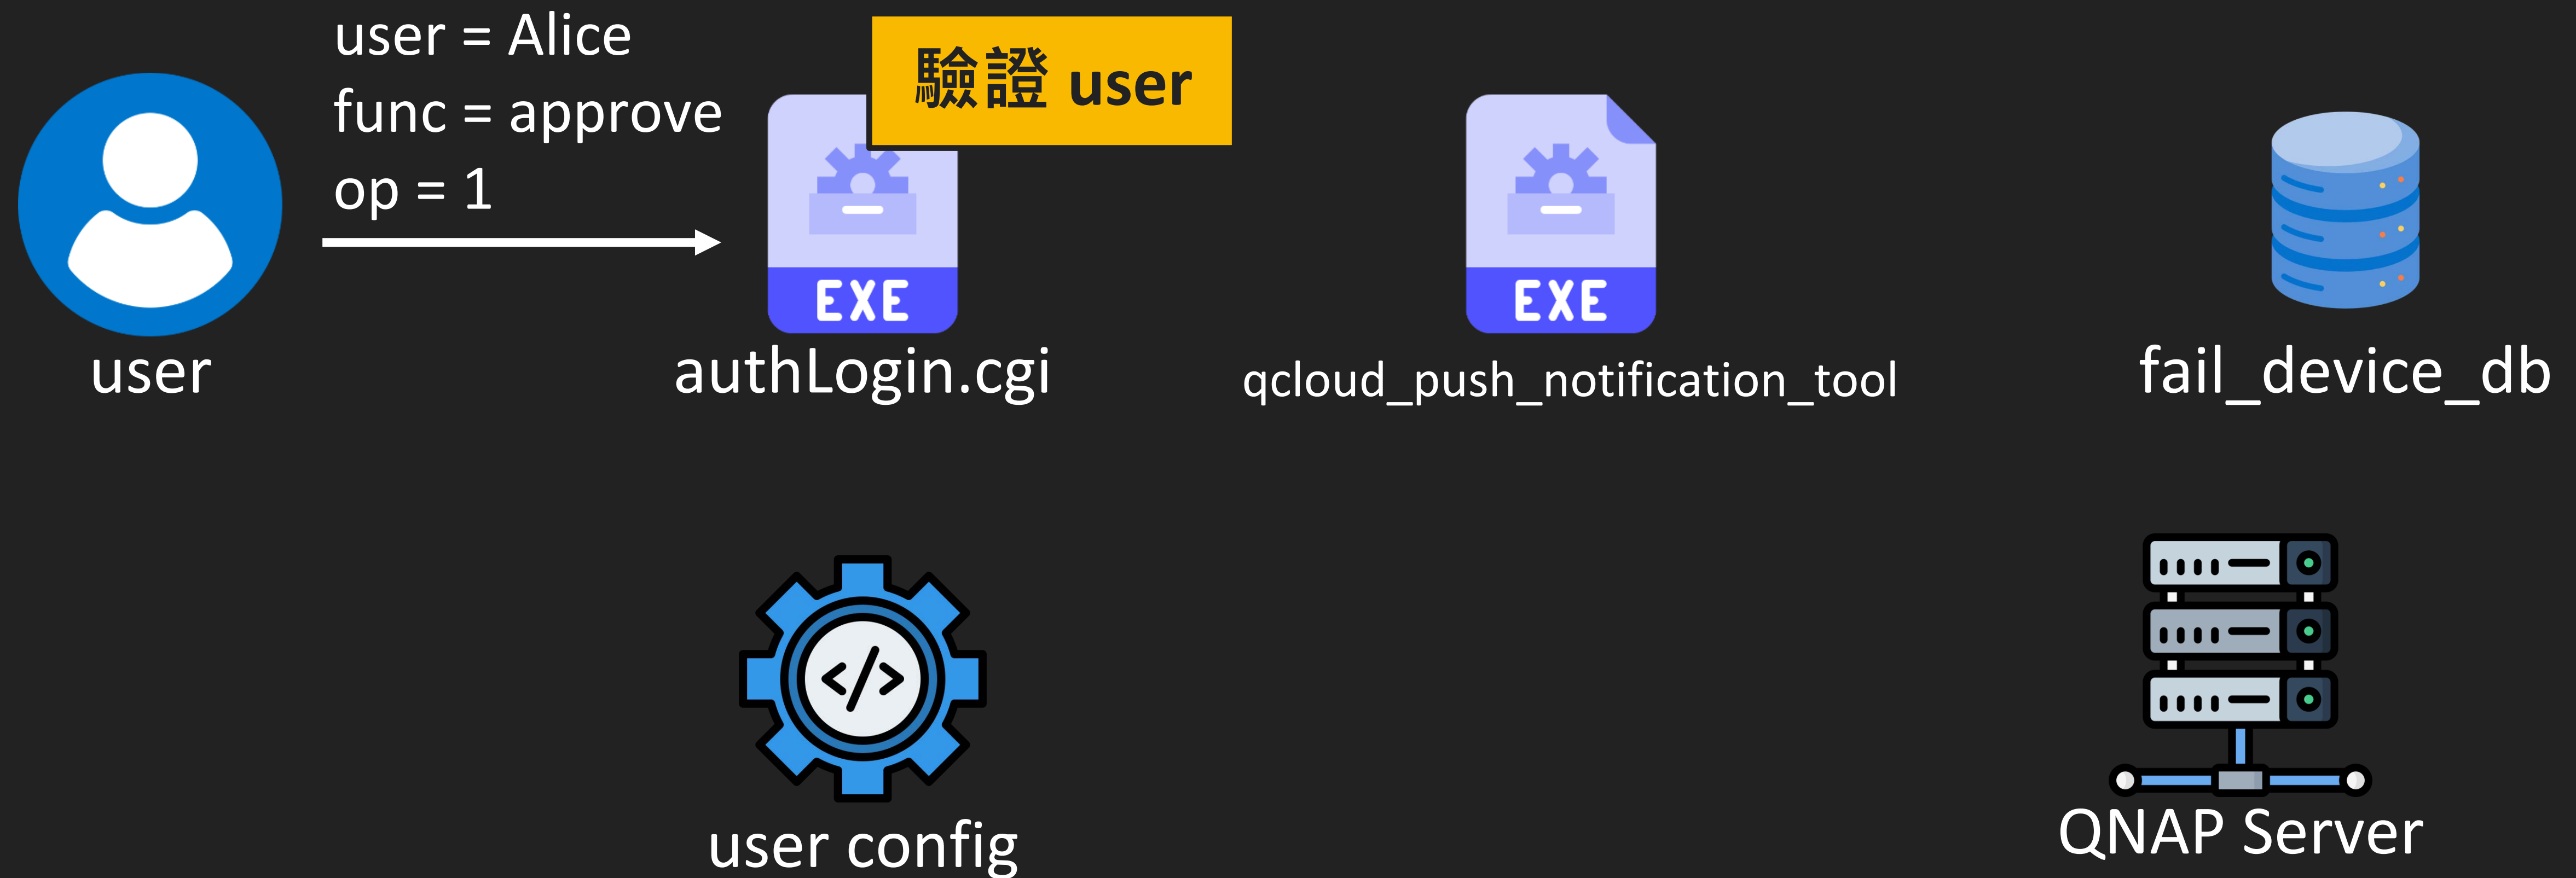 user = Alice
func = approve
op = 1
驗證 user
EXE
EXE
user
authLogin.cgi
qcloud_push_notification_tool
fail_device_db
</>
user config
QNAP Server